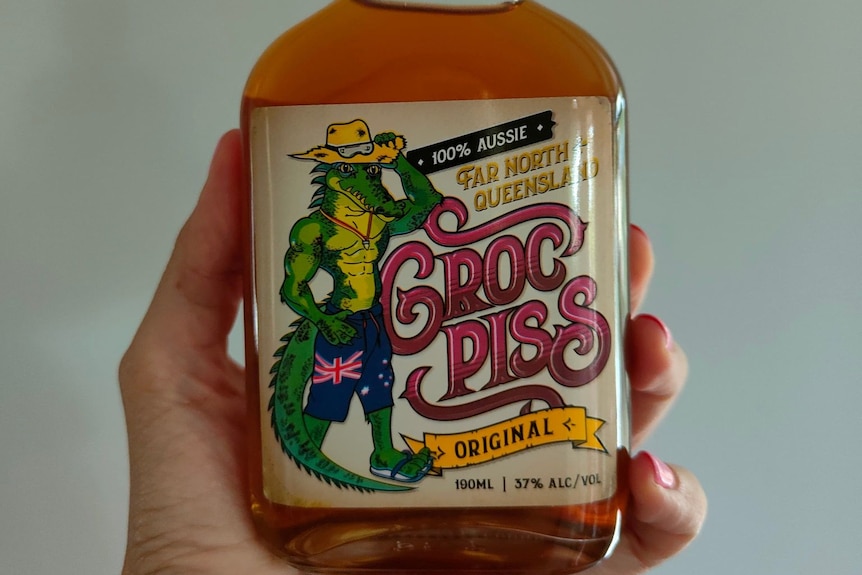 100% AUSSIE
FAR NORTH
QUEENSLAND
CROC
PISS
ORIGINAL
190ML | 37% ALC/VOL